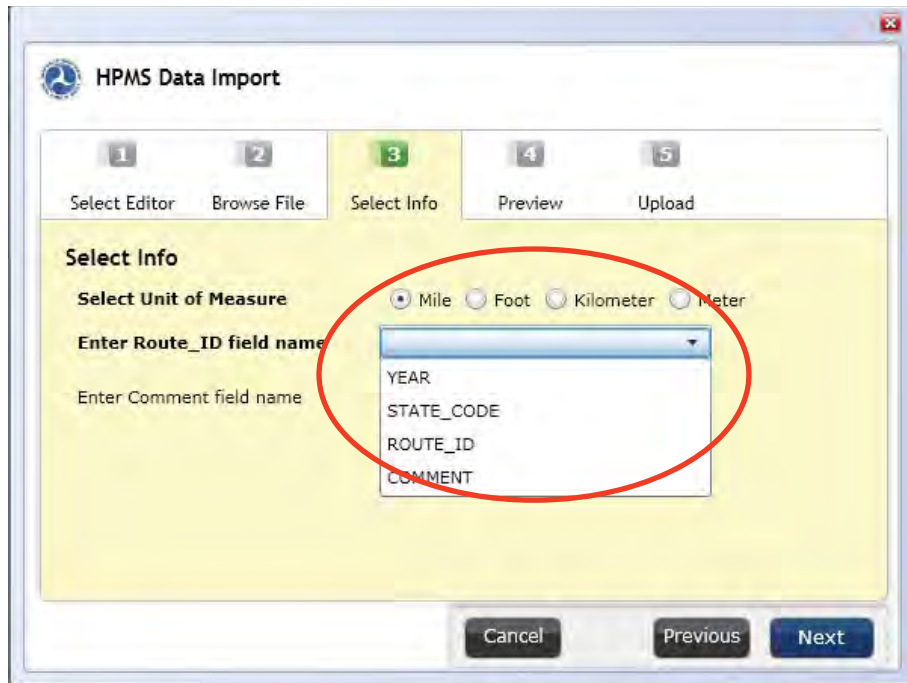 HPMS Data Import
1 2 3 4 5
Select Editor Browse File Select Info Preview Upload
Select Info
Select Unit of Measure Mile Foot Kilometer Meter
Enter Route_ID field name
YEAR
Enter Comment field name
STATE_CODE
ROUTE_ID
COMMENT
Cancel Previous Next